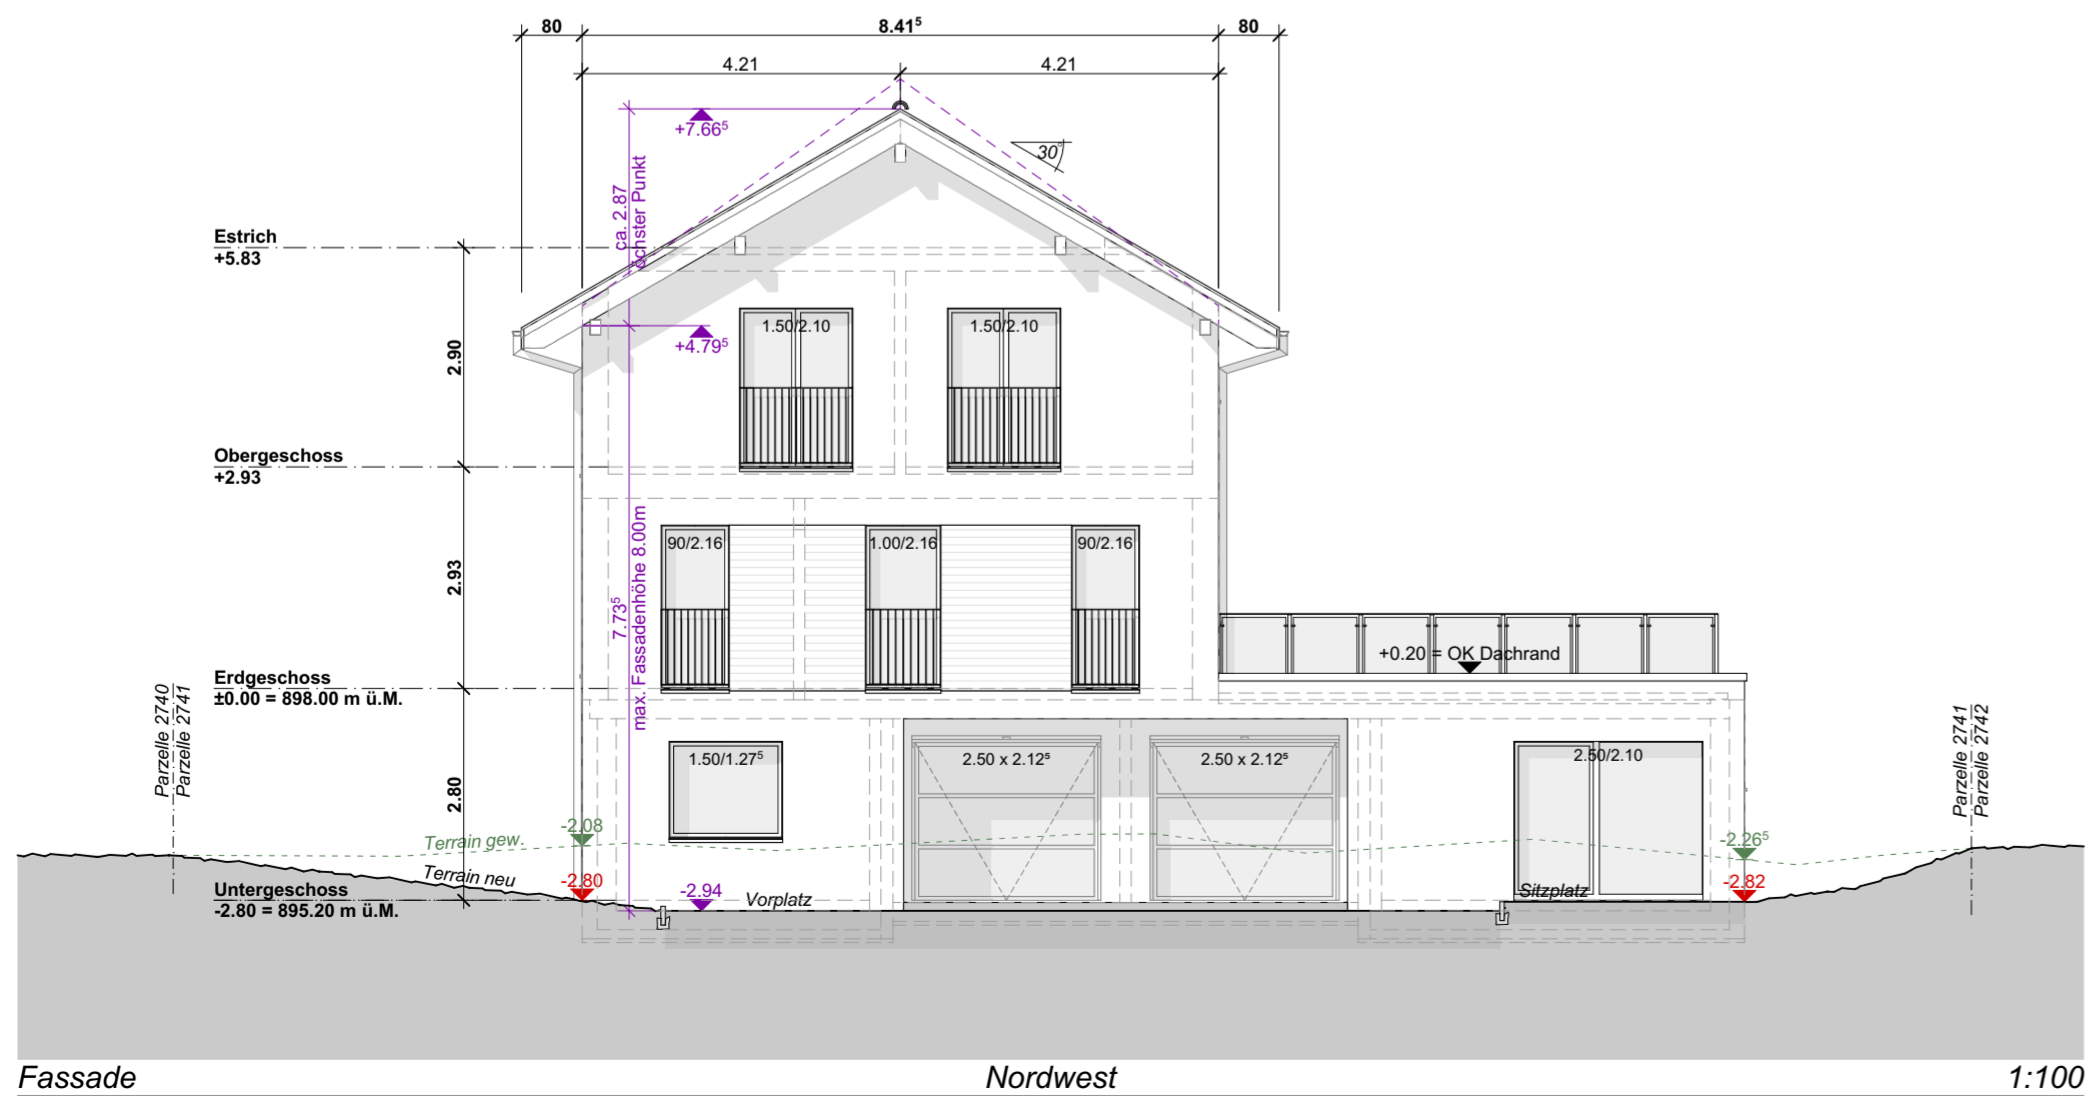 80
8.41⁵
80
4.21
4.21
+7.66⁵
30°
ca. 2.87
öchster Punkt
Estrich
+5.83
1.50/2.10
1.50/2.10
+4.79⁵
2.90
Obergeschoss
+2.93
90/2.16
1.00/2.16
90/2.16
2.93
7.73⁵
max. Fassadenhöhe 8.00m
+0.20 = OK Dachrand
Erdgeschoss
±0.00 = 898.00 m ü.M.
Parzelle 2740
Parzelle 2741
Parzelle 2741
Parzelle 2742
1.50/1.27⁵
2.50 x 2.12⁵
2.50 x 2.12⁵
2.50/2.10
2.80
-2.08
Terrain gew.
-2.26⁵
Terrain neu
-2.80
-2.94
Vorplatz
Sitzplatz
-2.82
Untergeschoss
-2.80 = 895.20 m ü.M.
Fassade
Nordwest
1:100